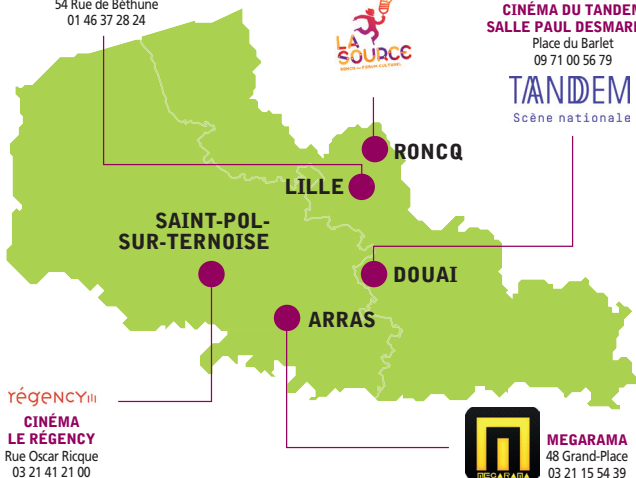 54 Rue de Béthune
01 46 37 28 24
LA
SOURCE
CINÉMA DU TANDEM
SALLE PAUL DESMAR
Place du Barlet
09 71 00 56 79
TANDEM
Scène nationale
RONCQ
LILLE
SAINT-POL-
SUR-TERNOISE
DOUAI
ARRAS
régency
CINÉMA
LE RÉGENCY
Rue Oscar Ricque
03 21 41 21 00
MEGARAMA
MEGARAMA
48 Grand-Place
03 21 15 54 39